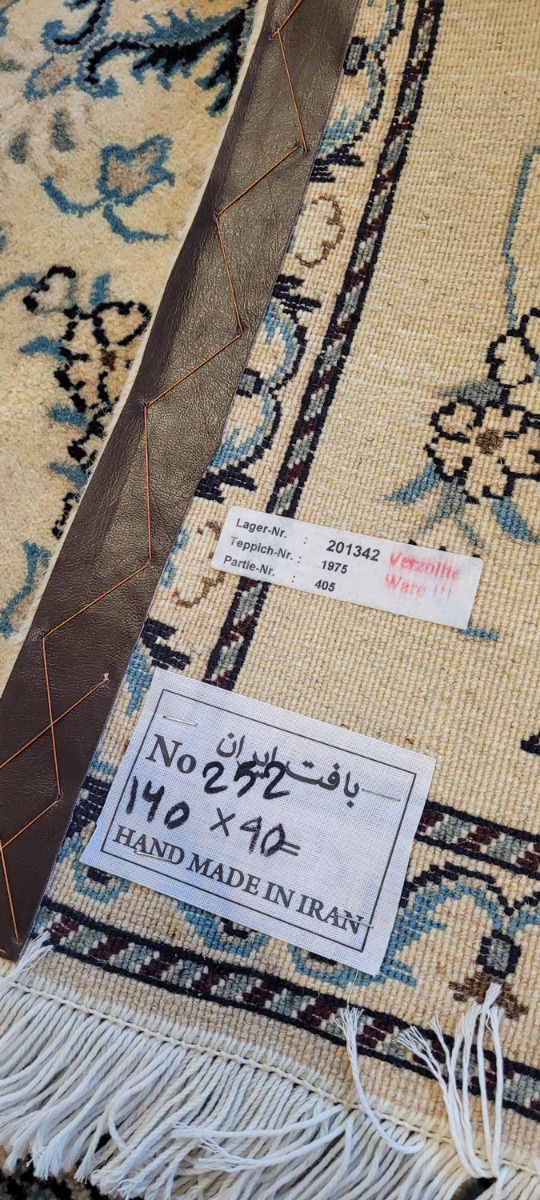 Lager-Nr. : 201342
Teppich-Nr. : 1975
Partie-Nr. : 405
Verzollte
Ware !!!
بافت ایران
No 252
140 x 90=
HAND MADE IN IRAN